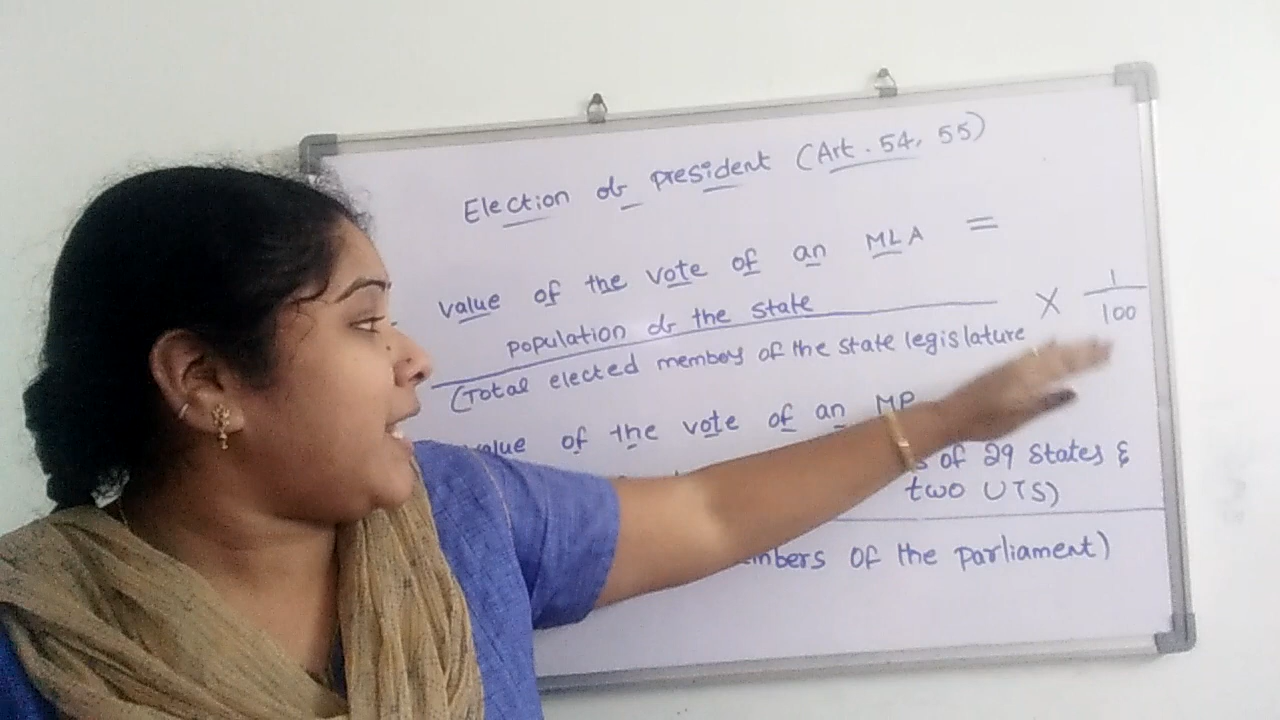 Election of president (Art. 54, 55)
value of the vote of an MLA =
population of the state × 1/100
(Total elected members of the state legislature
value of the vote of an MP
of 29 states &
two UTS)
of the parliament)